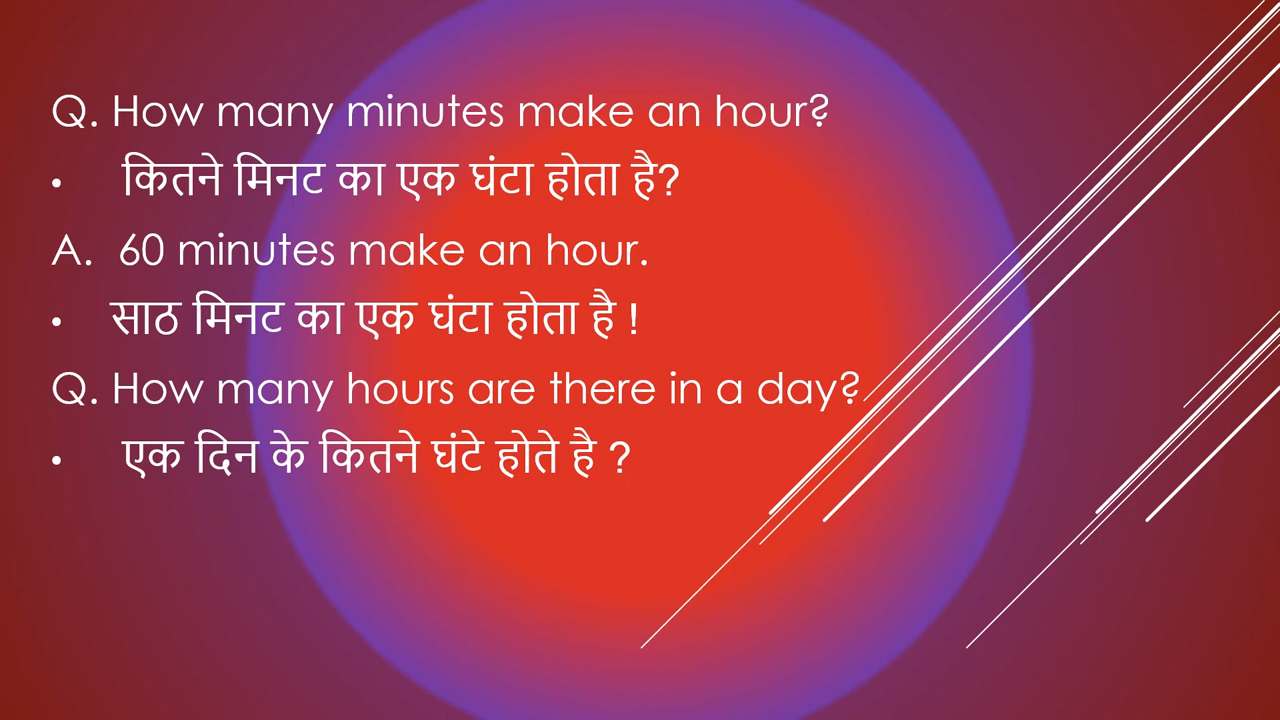 Q. How many minutes make an hour?
• कितने मिनट का एक घंटा होता है?
A. 60 minutes make an hour.
• साठ मिनट का एक घंटा होता है !
Q. How many hours are there in a day?
• एक दिन के कितने घंटे होते है ?